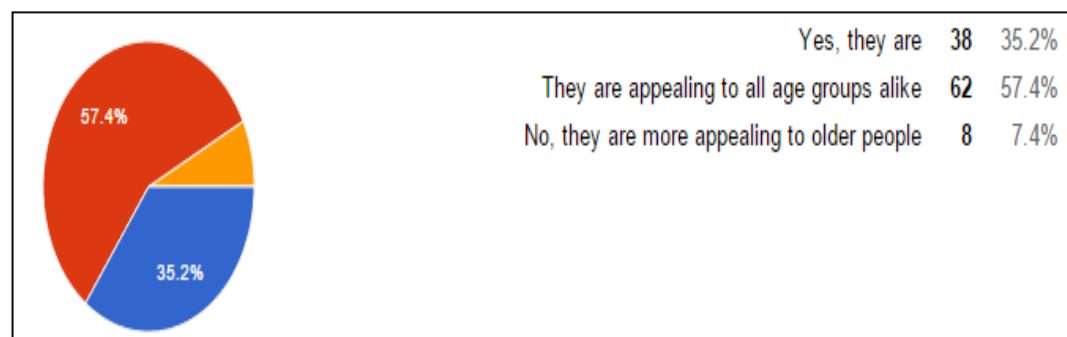 57.4%
35.2%
Yes, they are 38 35.2%
They are appealing to all age groups alike 62 57.4%
No, they are more appealing to older people 8 7.4%